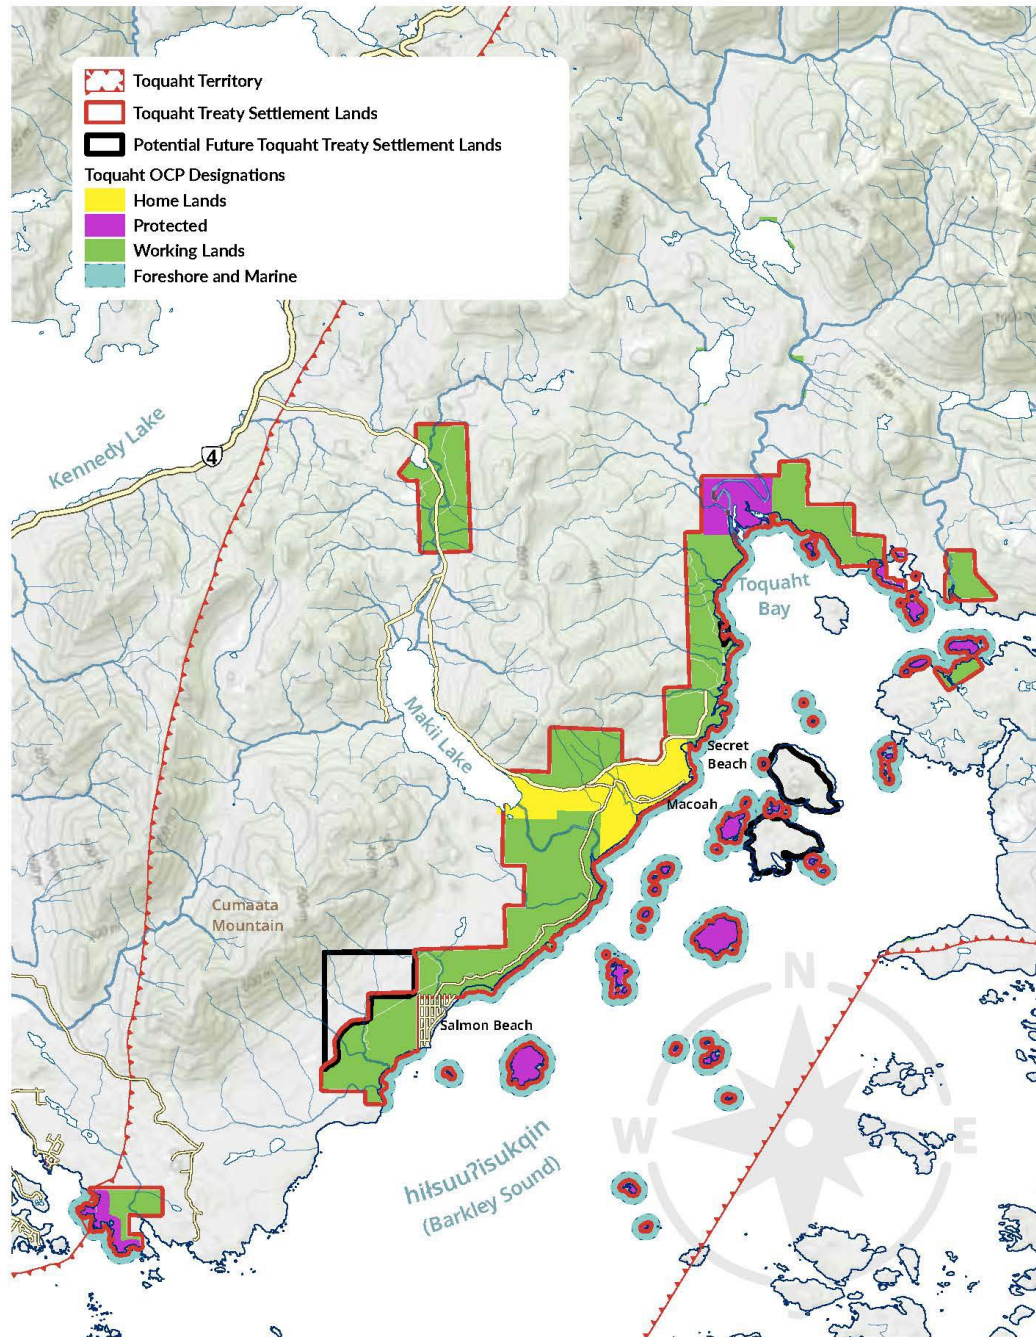 Toquaht Territory
Toquaht Treaty Settlement Lands
Potential Future Toquaht Treaty Settlement Lands
Toquaht OCP Designations
Home Lands
Protected
Working Lands
Foreshore and Marine
Kennedy Lake
4
Toquaht
Bay
Makii Lake
Secret
Beach
Macoah
Cumaata
Mountain
N
Salmon Beach
W
E
hiɫsuuʔisukqin
(Barkley Sound)